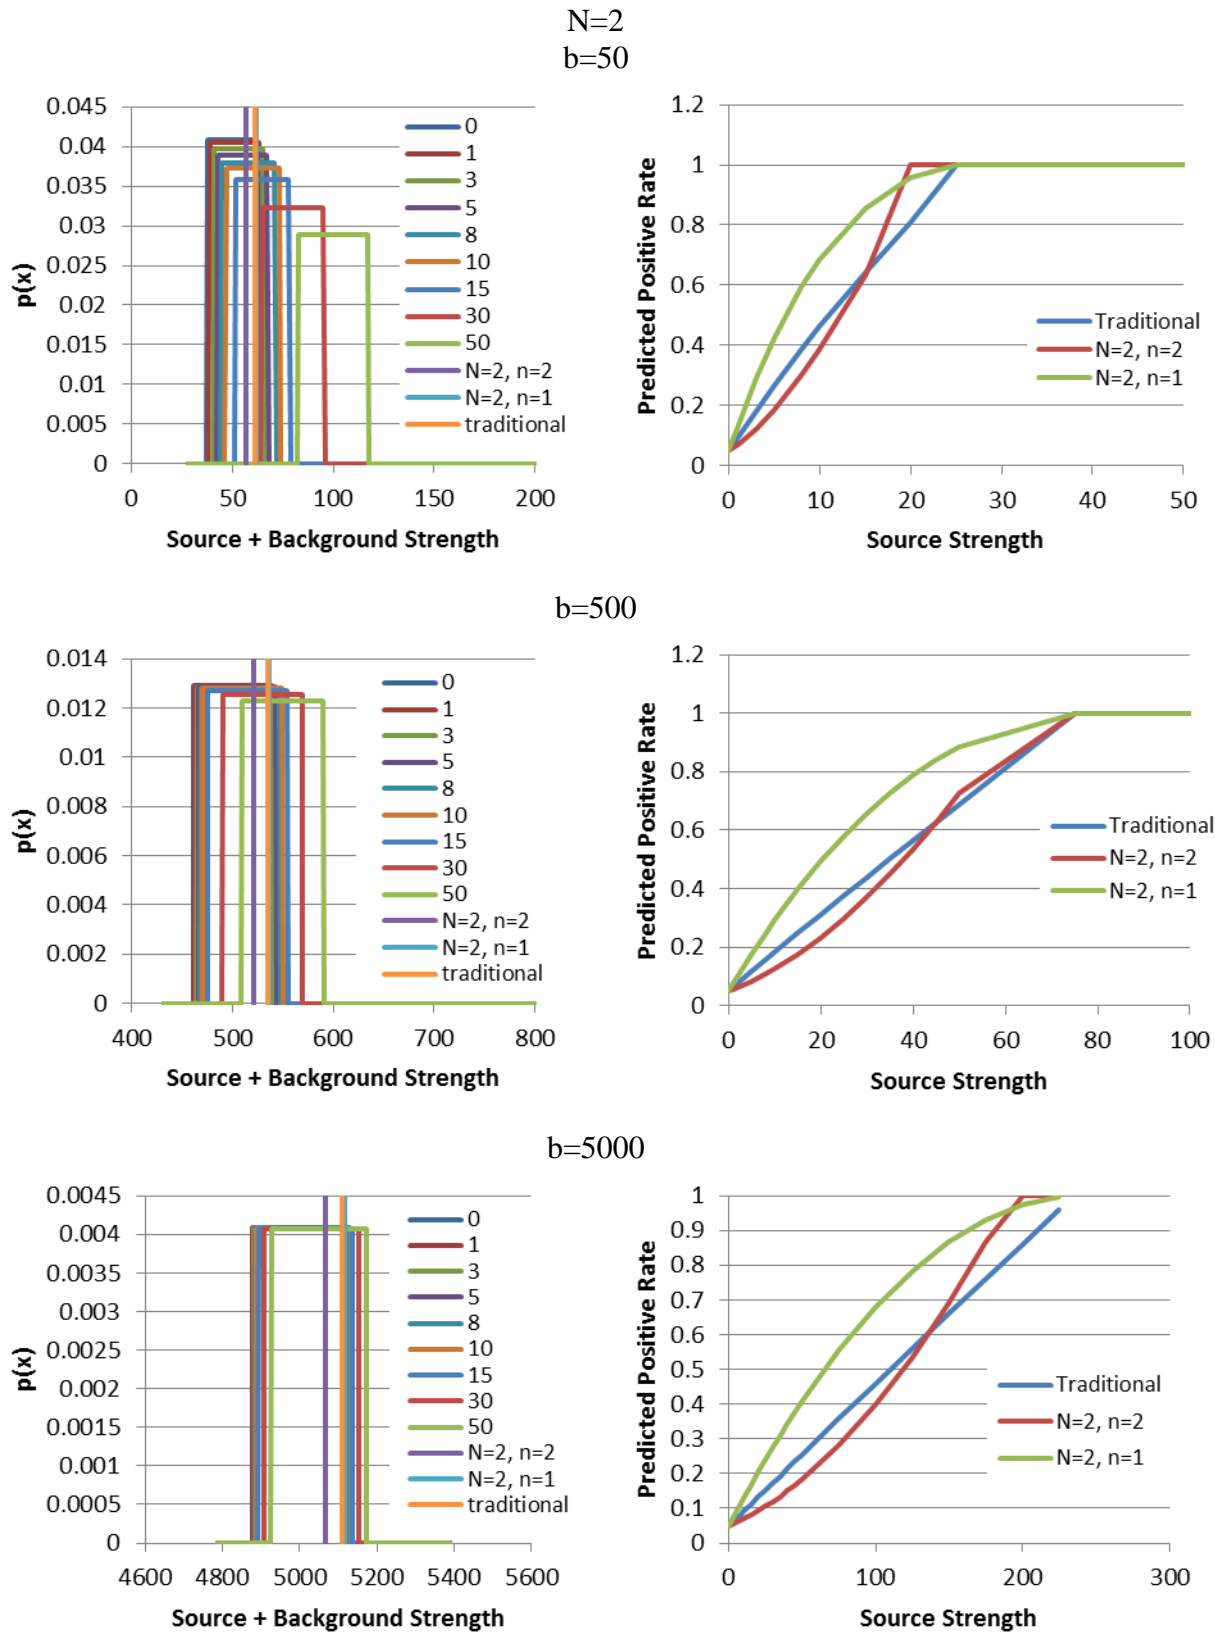 N=2
b=50
0.045
0.04
0.035
0.03
0.025
0.02
0.015
0.01
0.005
0
p(x)
0 50 100 150 200
Source + Background Strength
0
1
3
5
8
10
15
30
50
N=2, n=2
N=2, n=1
traditional
1.2
1
0.8
0.6
0.4
0.2
0
Predicted Positive Rate
0 10 20 30 40 50
Source Strength
Traditional
N=2, n=2
N=2, n=1
b=500
0.014
0.012
0.01
0.008
0.006
0.004
0.002
0
p(x)
400 500 600 700 800
Source + Background Strength
0
1
3
5
8
10
15
30
50
N=2, n=2
N=2, n=1
traditional
1.2
1
0.8
0.6
0.4
0.2
0
Predicted Positive Rate
0 20 40 60 80 100
Source Strength
Traditional
N=2, n=2
N=2, n=1
b=5000
0.0045
0.004
0.0035
0.003
0.0025
0.002
0.0015
0.001
0.0005
0
p(x)
4600 4800 5000 5200 5400 5600
Source + Background Strength
0
1
3
5
8
10
15
30
50
N=2, n=2
N=2, n=1
traditional
1
0.9
0.8
0.7
0.6
0.5
0.4
0.3
0.2
0.1
0
Predicted Positive Rate
0 100 200 300
Source Strength
Traditional
N=2, n=2
N=2, n=1